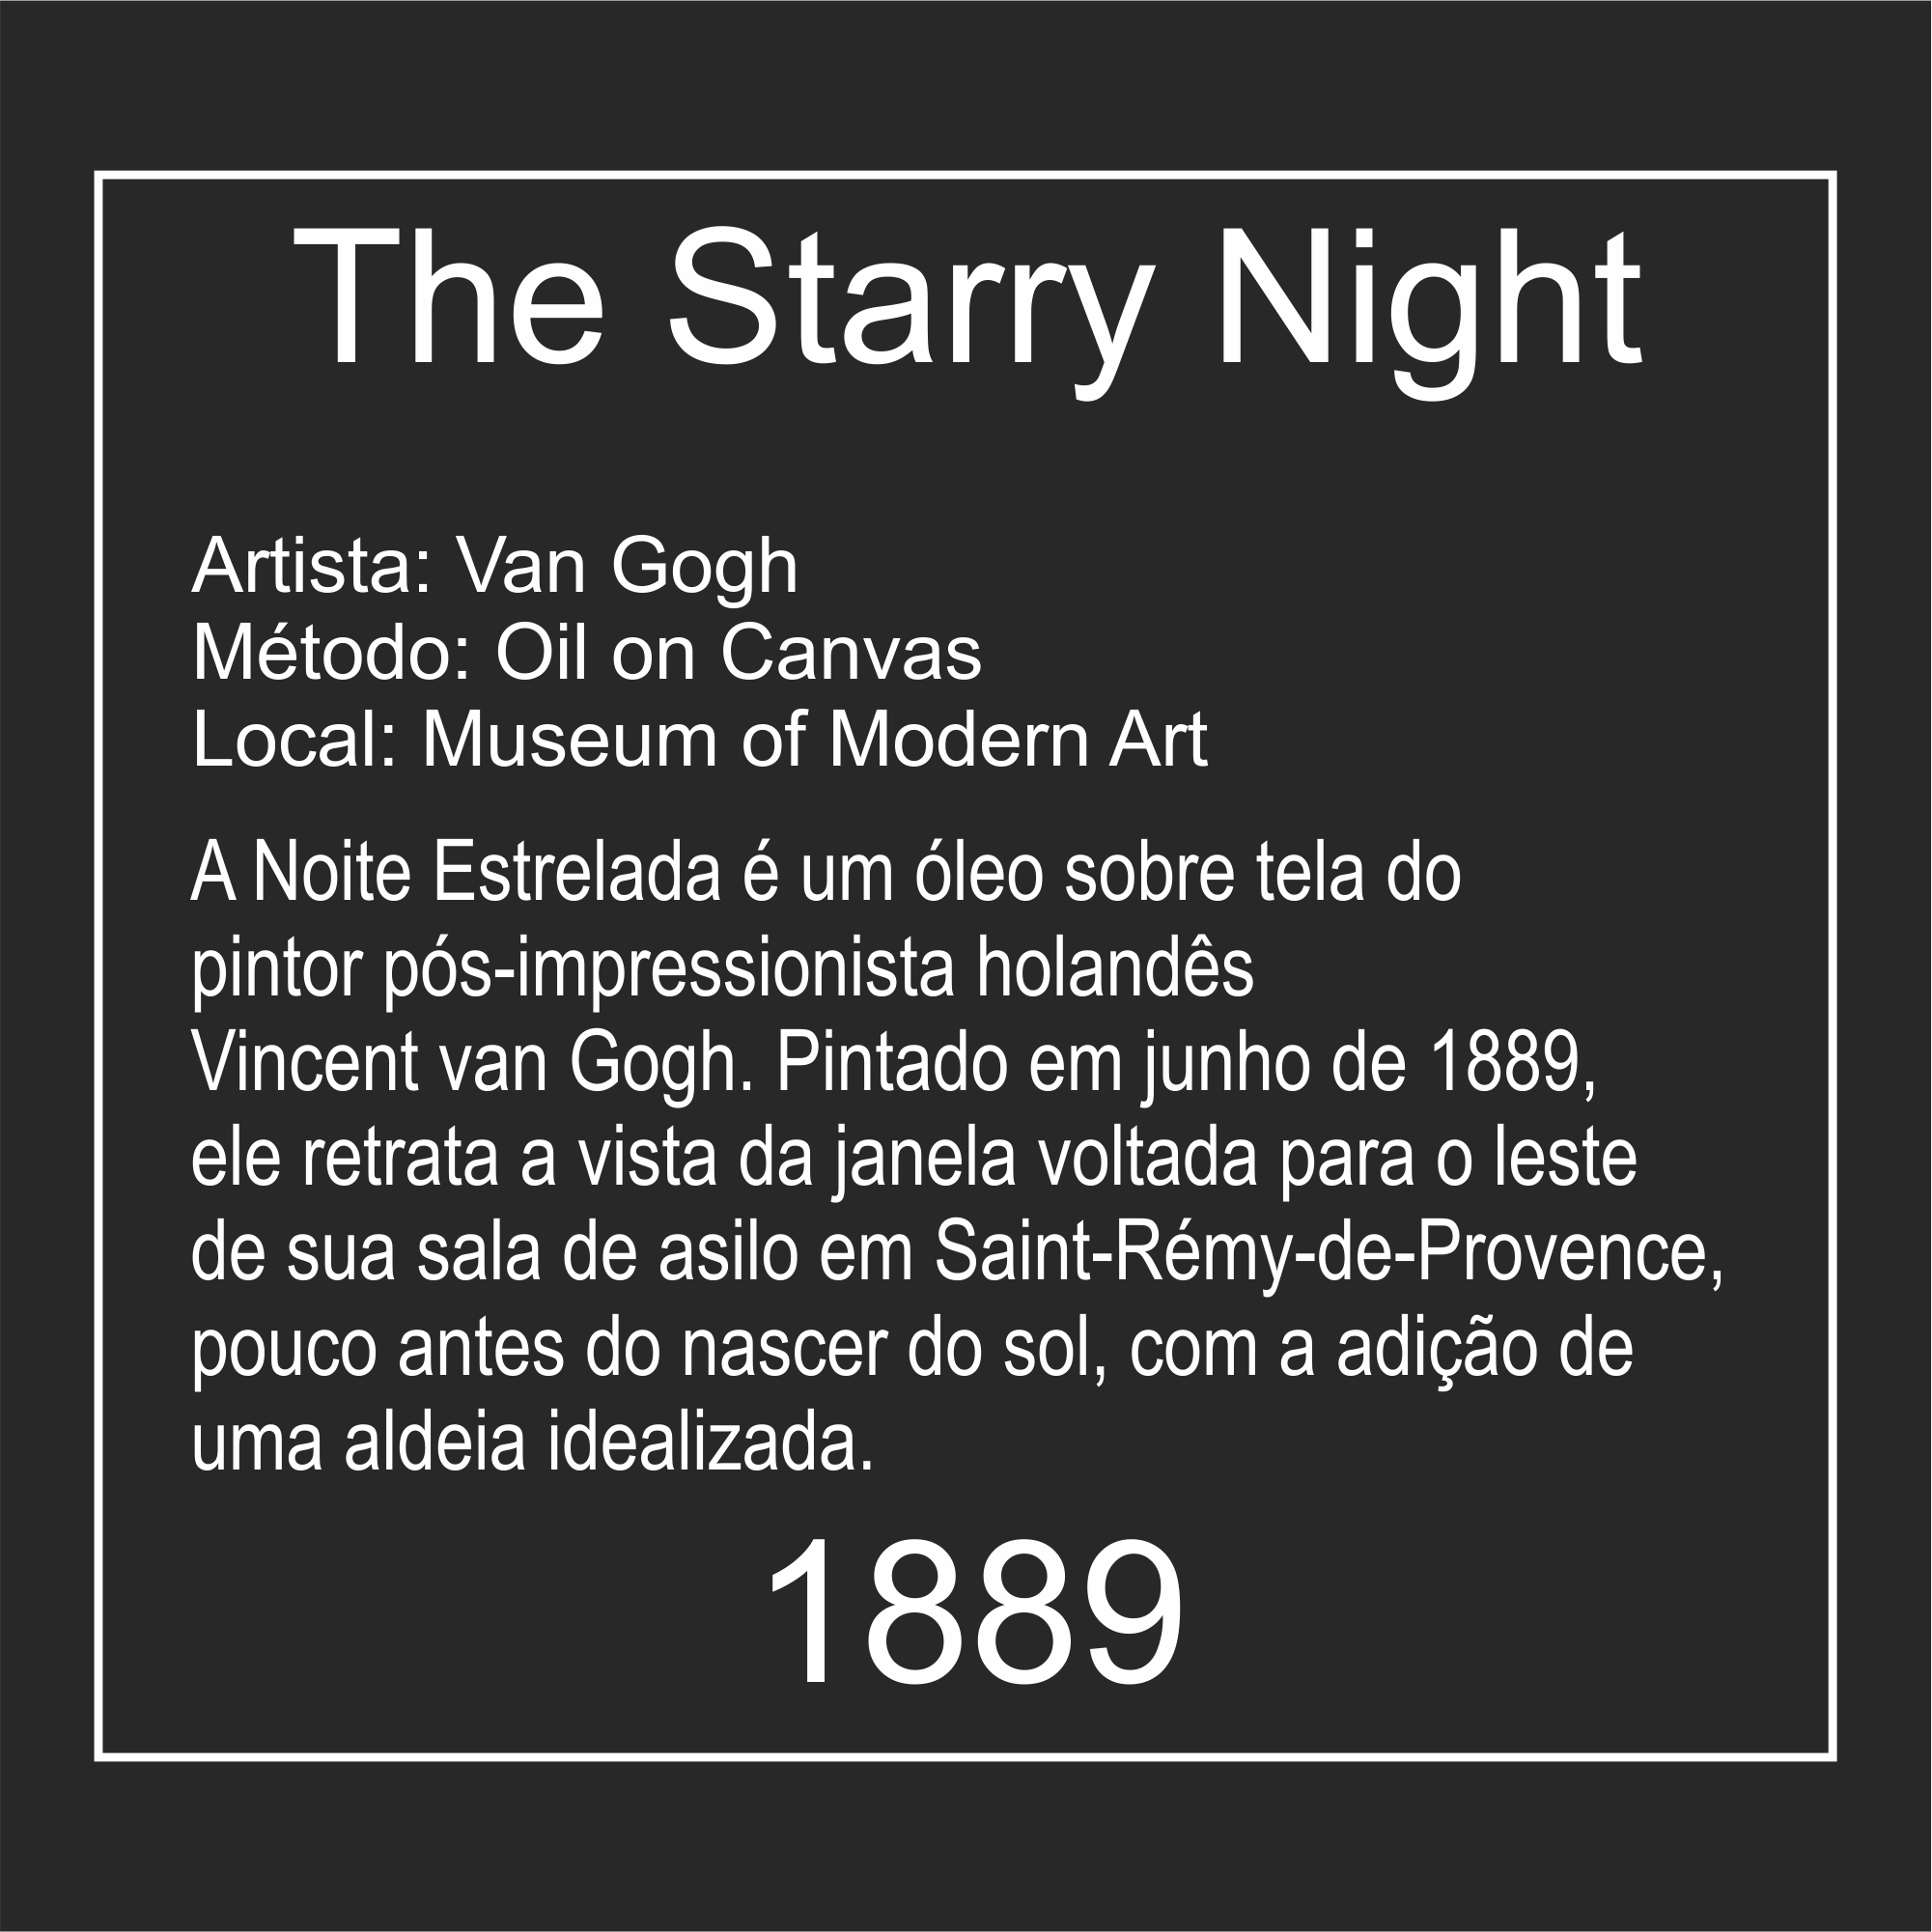 The Starry Night
Artista: Van Gogh
Método: Oil on Canvas
Local: Museum of Modern Art
A Noite Estrelada é um óleo sobre tela do
pintor pós-impressionista holandês
Vincent van Gogh. Pintado em junho de 1889,
ele retrata a vista da janela voltada para o leste
de sua sala de asilo em Saint-Rémy-de-Provence,
pouco antes do nascer do sol, com a adição de
uma aldeia idealizada.
1889